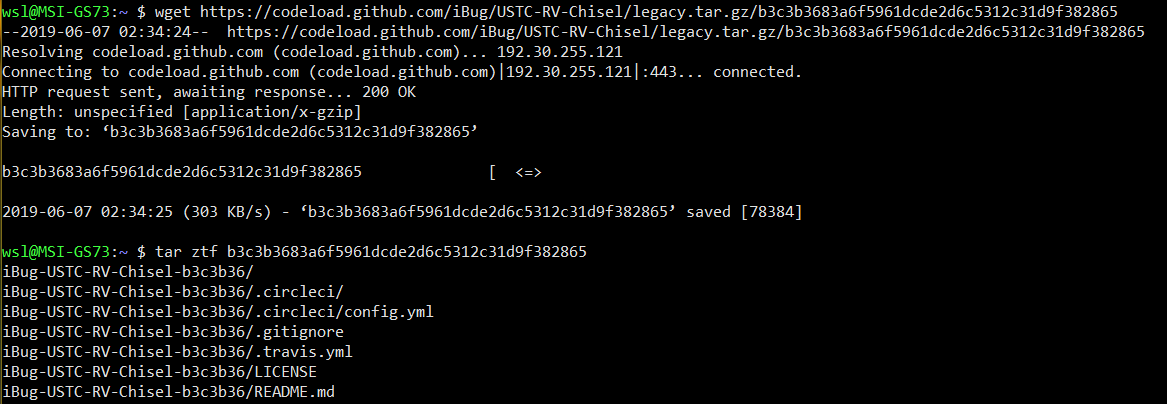 wsl@MSI-GS73:~ $ wget https://codeload.github.com/iBug/USTC-RV-Chisel/legacy.tar.gz/b3c3b3683a6f5961dcde2d6c5312c31d9f382865
--2019-06-07 02:34:24--  https://codeload.github.com/iBug/USTC-RV-Chisel/legacy.tar.gz/b3c3b3683a6f5961dcde2d6c5312c31d9f382865
Resolving codeload.github.com (codeload.github.com)... 192.30.255.121
Connecting to codeload.github.com (codeload.github.com)|192.30.255.121|:443... connected.
HTTP request sent, awaiting response... 200 OK
Length: unspecified [application/x-gzip]
Saving to: ‘b3c3b3683a6f5961dcde2d6c5312c31d9f382865’
b3c3b3683a6f5961dcde2d6c5312c31d9f382865              [  <=>
2019-06-07 02:34:25 (303 KB/s) - ‘b3c3b3683a6f5961dcde2d6c5312c31d9f382865’ saved [78384]
wsl@MSI-GS73:~ $ tar ztf b3c3b3683a6f5961dcde2d6c5312c31d9f382865
iBug-USTC-RV-Chisel-b3c3b36/
iBug-USTC-RV-Chisel-b3c3b36/.circleci/
iBug-USTC-RV-Chisel-b3c3b36/.circleci/config.yml
iBug-USTC-RV-Chisel-b3c3b36/.gitignore
iBug-USTC-RV-Chisel-b3c3b36/.travis.yml
iBug-USTC-RV-Chisel-b3c3b36/LICENSE
iBug-USTC-RV-Chisel-b3c3b36/README.md